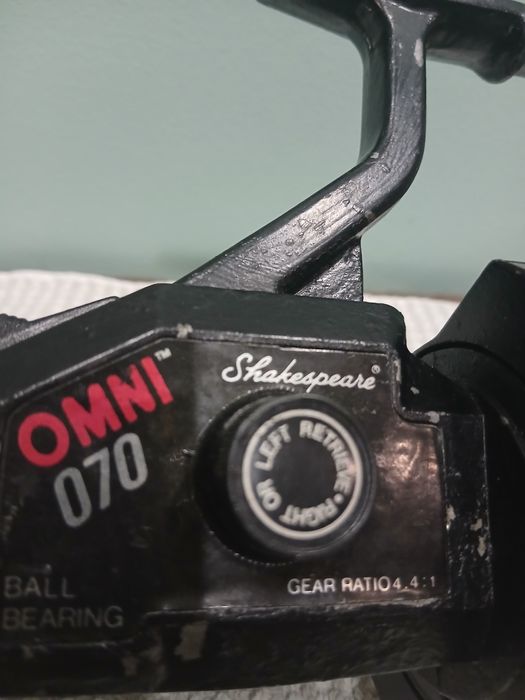 OMNI™
070
Shakespeare®
LEFT RETRIEVE • RIGHT OR
BALL
BEARING
GEAR RATIO 4.4:1